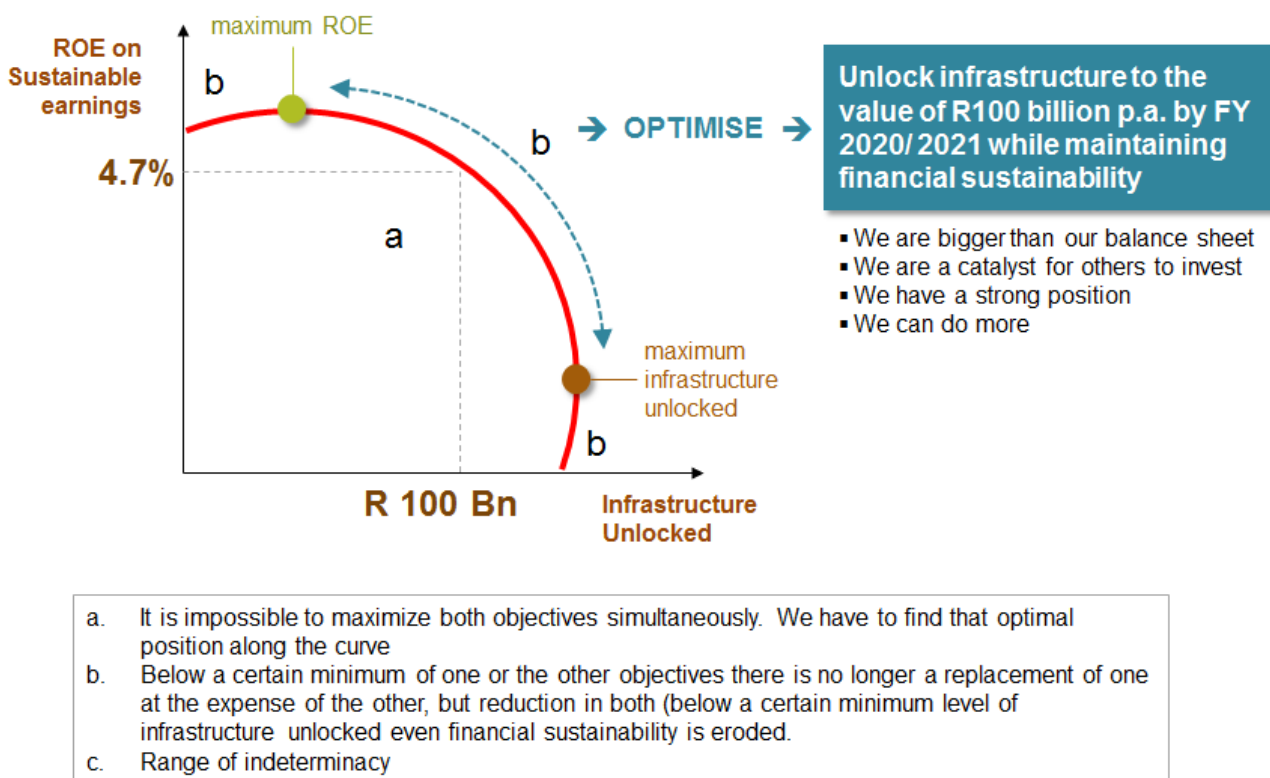 maximum ROE
ROE on
Sustainable
earnings
b
b
4.7%
a
maximum
infrastructure
unlocked
b
R 100 Bn
Infrastructure
Unlocked
➔ OPTIMISE ➔
Unlock infrastructure to the
value of R100 billion p.a. by FY
2020/ 2021 while maintaining
financial sustainability
▪ We are bigger than our balance sheet
▪ We are a catalyst for others to invest
▪ We have a strong position
▪ We can do more
a. It is impossible to maximize both objectives simultaneously. We have to find that optimal
position along the curve
b. Below a certain minimum of one or the other objectives there is no longer a replacement of one
at the expense of the other, but reduction in both (below a certain minimum level of
infrastructure unlocked even financial sustainability is eroded.
c. Range of indeterminacy